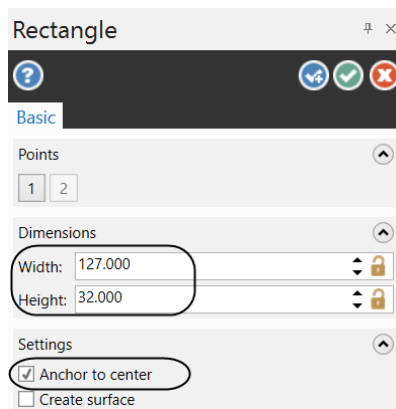 Rectangle
?
Basic
Points
1 2
Dimensions
Width: 127.000
Height: 32.000
Settings
Anchor to center
Create surface